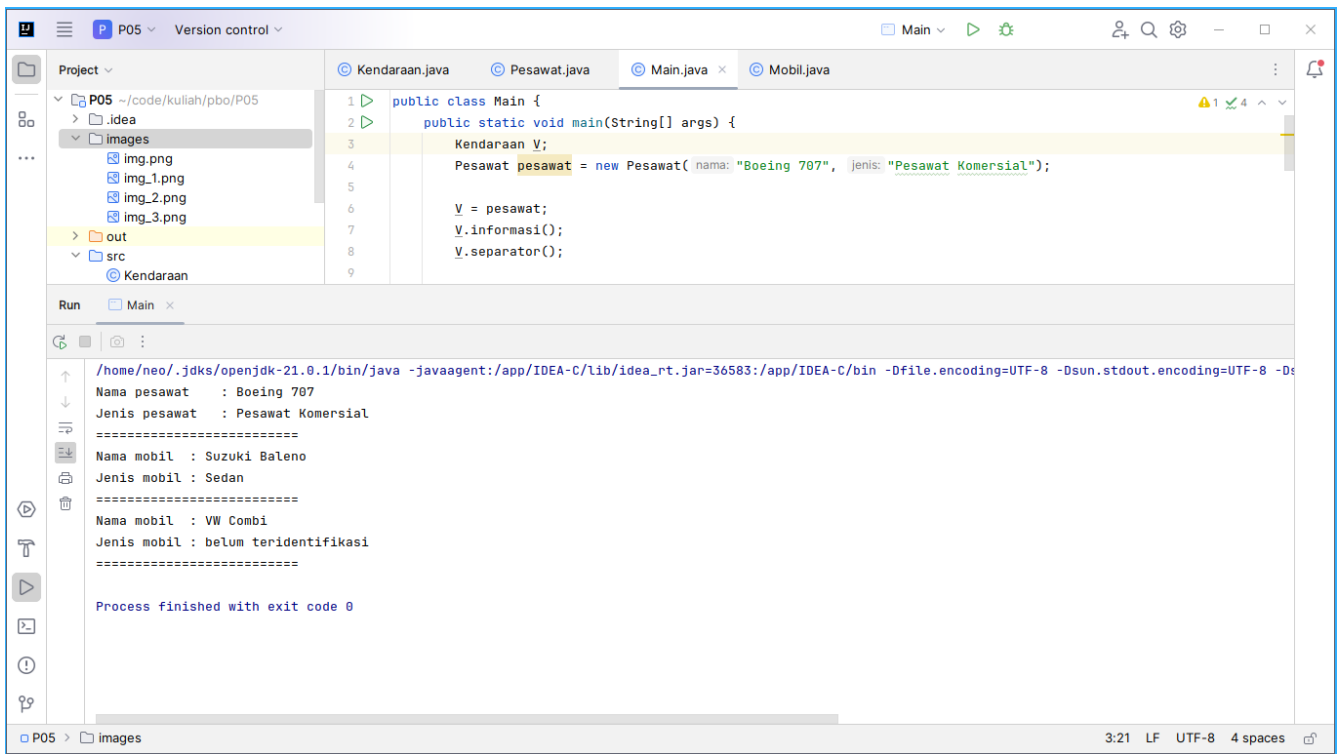 P P05 Version control Main
Project
Kendaraan.java Pesawat.java Main.java Mobil.java
P05 ~/code/kuliah/pbo/P05
.idea
images
img.png
img_1.png
img_2.png
img_3.png
out
src
Kendaraan
1 public class Main {
2 public static void main(String[] args) {
3 Kendaraan V;
4 Pesawat pesawat = new Pesawat( nama: "Boeing 707", jenis: "Pesawat Komersial");
5
6 V = pesawat;
7 V.informasi();
8 V.separator();
9
1 4
Run Main
/home/neo/.jdks/openjdk-21.0.1/bin/java -javaagent:/app/IDEA-C/lib/idea_rt.jar=36583:/app/IDEA-C/bin -Dfile.encoding=UTF-8 -Dsun.stdout.encoding=UTF-8 -Ds
Nama pesawat : Boeing 707
Jenis pesawat : Pesawat Komersial
==========================
Nama mobil : Suzuki Baleno
Jenis mobil : Sedan
==========================
Nama mobil : VW Combi
Jenis mobil : belum teridentifikasi
==========================
Process finished with exit code 0
P05 > images 3:21 LF UTF-8 4 spaces